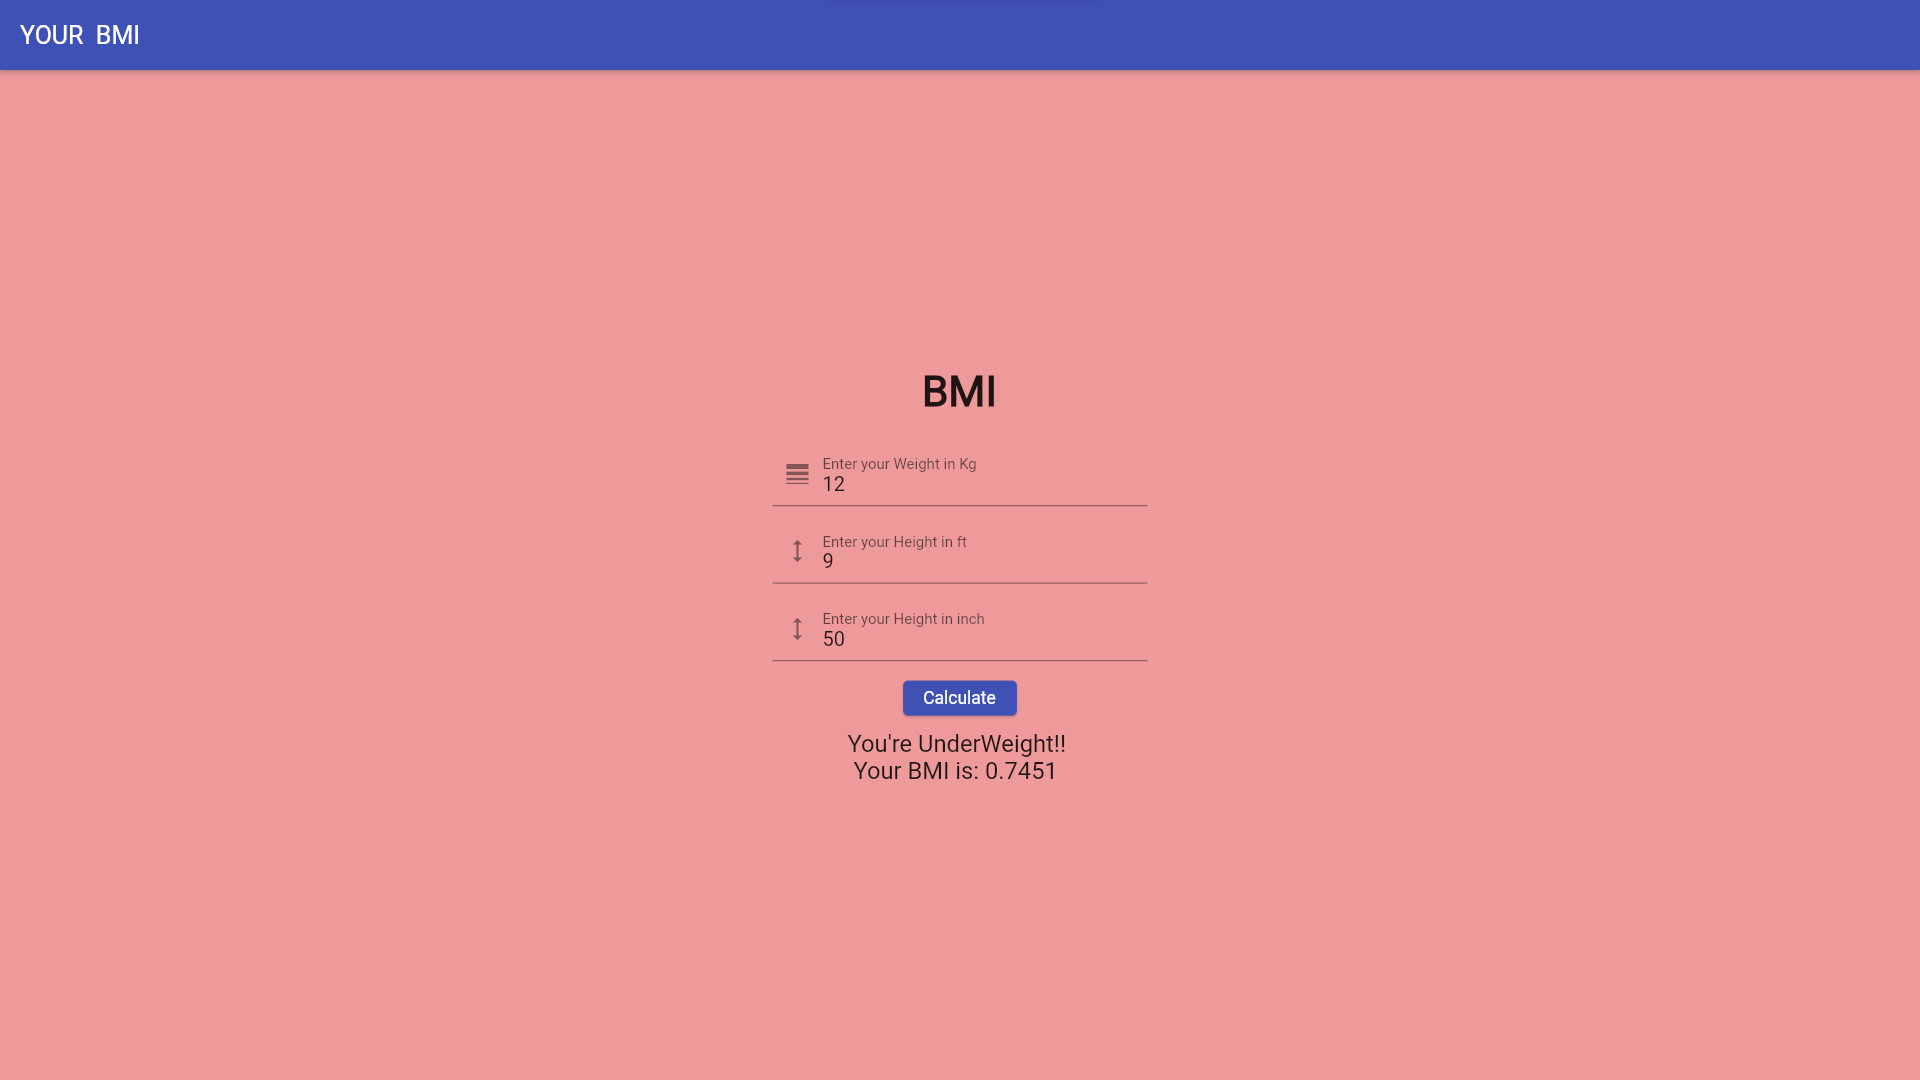 YOUR BMI
BMI
Enter your Weight in Kg
12
Enter your Height in ft
9
Enter your Height in inch
50
Calculate
You're UnderWeight!!
Your BMI is: 0.7451